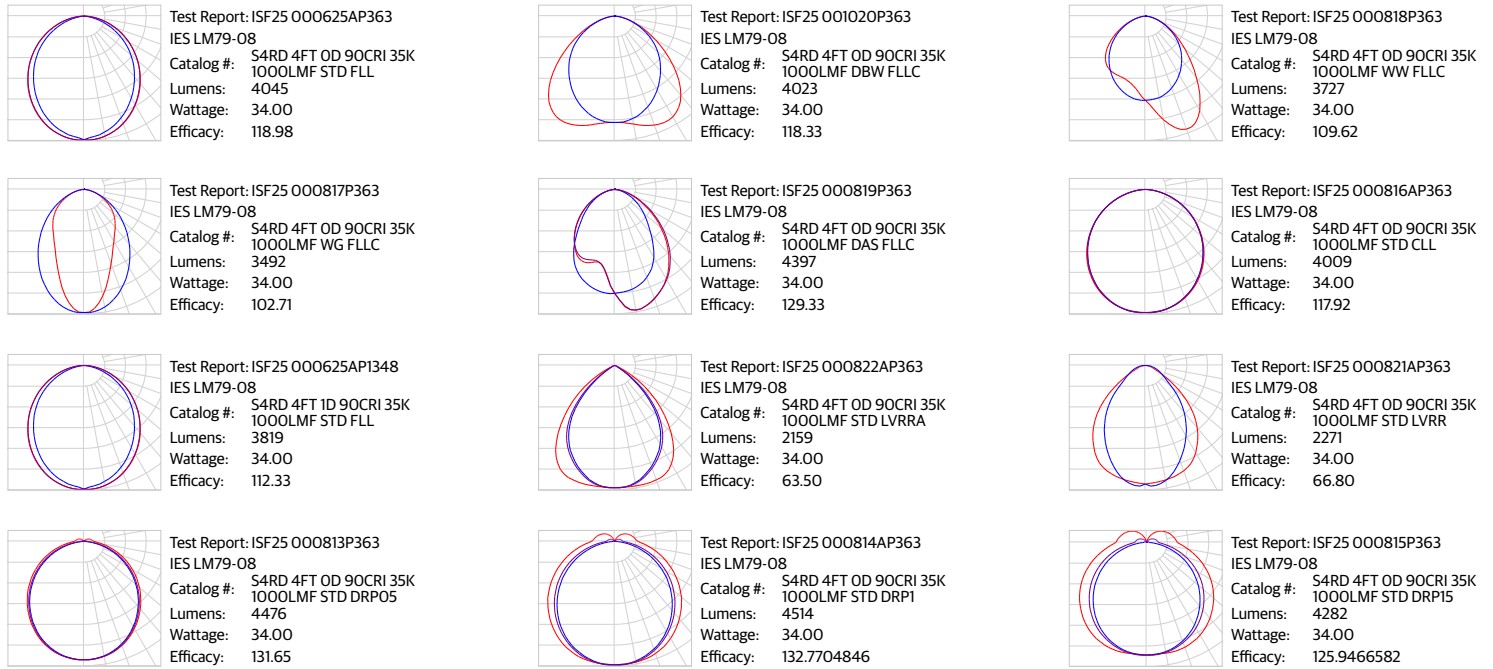 Test Report: ISF25 000625AP363
IES LM79-08
Catalog #: S4RD 4FT 0D 90CRI 35K
1000LMF STD FLL
Lumens: 4045
Wattage: 34.00
Efficacy: 118.98
Test Report: ISF25 001020P363
IES LM79-08
Catalog #: S4RD 4FT 0D 90CRI 35K
1000LMF DBW FLLC
Lumens: 4023
Wattage: 34.00
Efficacy: 118.33
Test Report: ISF25 000818P363
IES LM79-08
Catalog #: S4RD 4FT 0D 90CRI 35K
1000LMF WW FLLC
Lumens: 3727
Wattage: 34.00
Efficacy: 109.62
Test Report: ISF25 000817P363
IES LM79-08
Catalog #: S4RD 4FT 0D 90CRI 35K
1000LMF WG FLLC
Lumens: 3492
Wattage: 34.00
Efficacy: 102.71
Test Report: ISF25 000819P363
IES LM79-08
Catalog #: S4RD 4FT 0D 90CRI 35K
1000LMF DAS FLLC
Lumens: 4397
Wattage: 34.00
Efficacy: 129.33
Test Report: ISF25 000816AP363
IES LM79-08
Catalog #: S4RD 4FT 0D 90CRI 35K
1000LMF STD CLL
Lumens: 4009
Wattage: 34.00
Efficacy: 117.92
Test Report: ISF25 000625AP1348
IES LM79-08
Catalog #: S4RD 4FT 1D 90CRI 35K
1000LMF STD FLL
Lumens: 3819
Wattage: 34.00
Efficacy: 112.33
Test Report: ISF25 000822AP363
IES LM79-08
Catalog #: S4RD 4FT 0D 90CRI 35K
1000LMF STD LVRRA
Lumens: 2159
Wattage: 34.00
Efficacy: 63.50
Test Report: ISF25 000821AP363
IES LM79-08
Catalog #: S4RD 4FT 0D 90CRI 35K
1000LMF STD LVRR
Lumens: 2271
Wattage: 34.00
Efficacy: 66.80
Test Report: ISF25 000813P363
IES LM79-08
Catalog #: S4RD 4FT 0D 90CRI 35K
1000LMF STD DRP05
Lumens: 4476
Wattage: 34.00
Efficacy: 131.65
Test Report: ISF25 000814AP363
IES LM79-08
Catalog #: S4RD 4FT 0D 90CRI 35K
1000LMF STD DRP1
Lumens: 4514
Wattage: 34.00
Efficacy: 132.7704846
Test Report: ISF25 000815P363
IES LM79-08
Catalog #: S4RD 4FT 0D 90CRI 35K
1000LMF STD DRP15
Lumens: 4282
Wattage: 34.00
Efficacy: 125.9466582